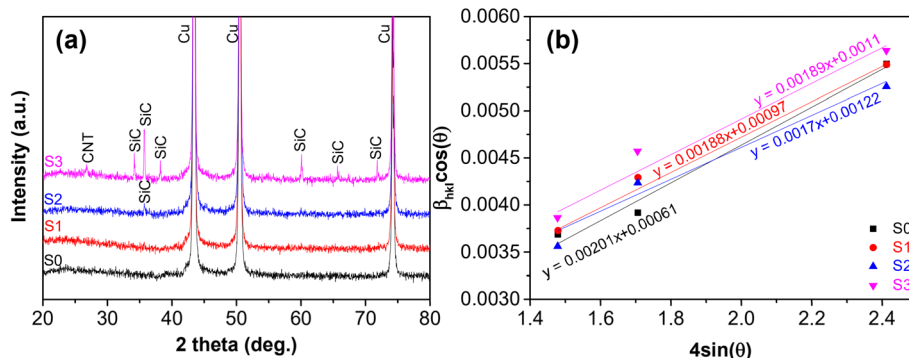 (a)
Cu
Cu
Cu
CNT
SiC
SiC
SiC
SiC
SiC
SiC
S3
SiC
S2
S1
S0
Intensity (a.u.)
20 30 40 50 60 70 80
2 theta (deg.)
(b)
0.0060
0.0055
0.0050
0.0045
0.0040
0.0035
0.0030
βhklcos(θ)
y = 0.00189x+0.0011
y = 0.00188x+0.00097
y = 0.0017x+0.00122
y = 0.00201x+0.00061
S0
S1
S2
S3
1.4 1.6 1.8 2.0 2.2 2.4
4sin(θ)